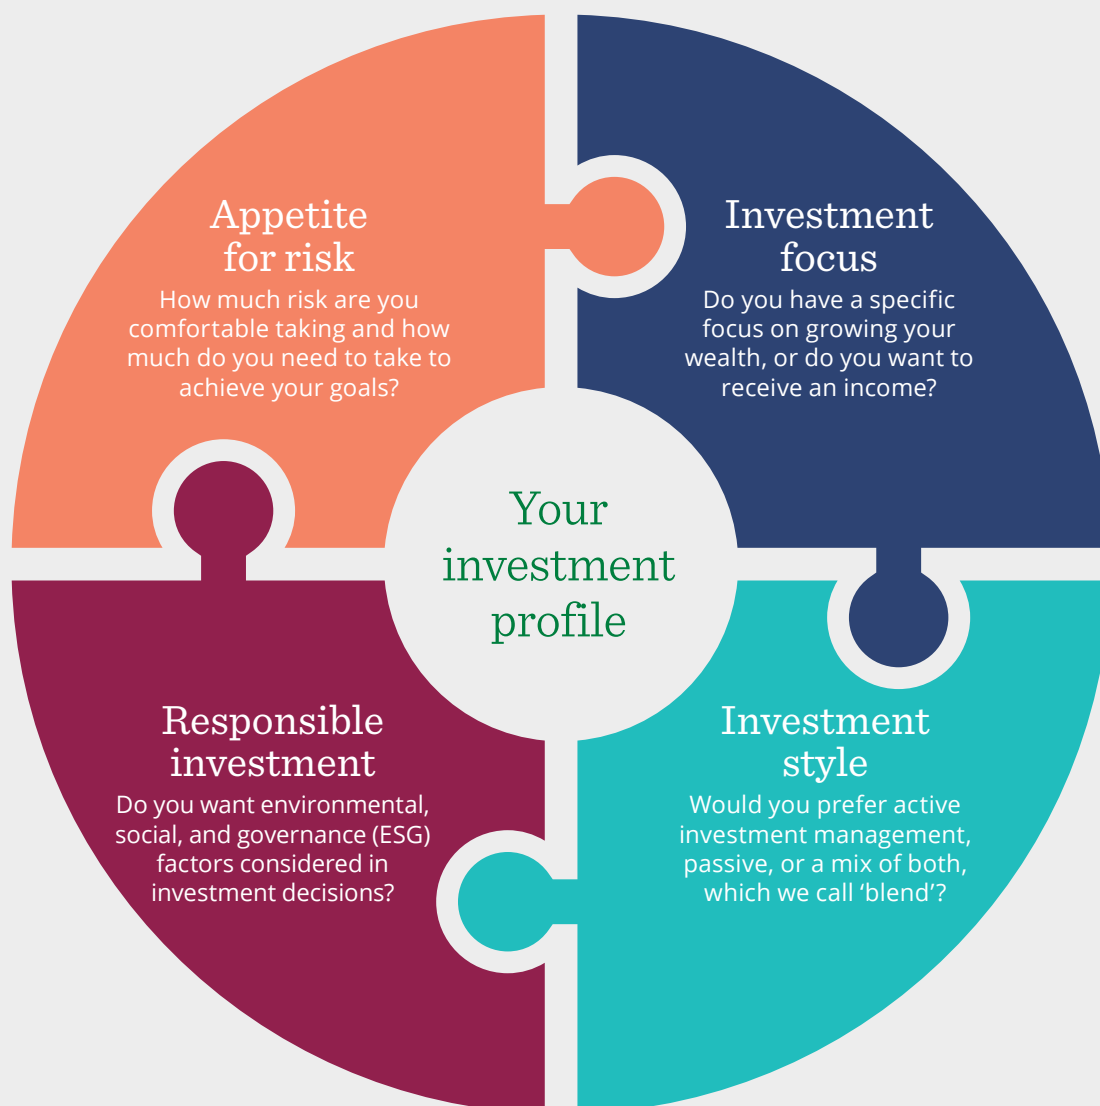 Appetite
for risk
How much risk are you
comfortable taking and how
much do you need to take to
achieve your goals?
Investment
focus
Do you have a specific
focus on growing your
wealth, or do you want to
receive an income?
Your
investment
profile
Responsible
investment
Do you want environmental,
social, and governance (ESG)
factors considered in
investment decisions?
Investment
style
Would you prefer active
investment management,
passive, or a mix of both,
which we call ‘blend’?